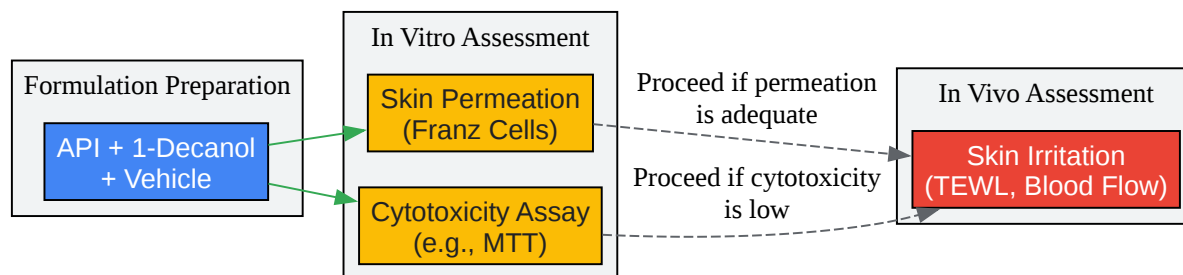 Formulation Preparation
API + 1-Decanol
+ Vehicle
In Vitro Assessment
Skin Permeation
(Franz Cells)
Cytotoxicity Assay
(e.g., MTT)
Proceed if permeation
is adequate
Proceed if cytotoxicity
is low
In Vivo Assessment
Skin Irritation
(TEWL, Blood Flow)